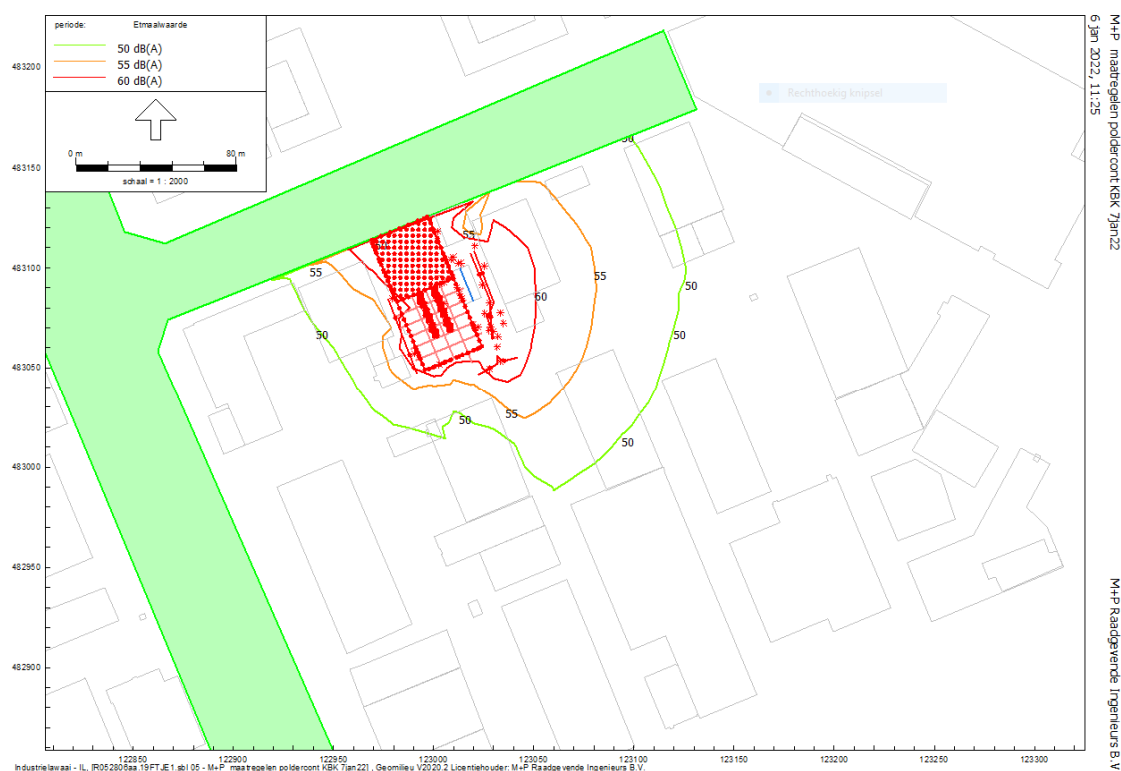 periode: Etmaalwaarde
50 dB(A)
55 dB(A)
60 dB(A)
0 m 80 m
schaal = 1 : 2000
Rechthoekig knipsel
M+P maatregelen poldercont KBK 7jan22
6 jan 2022, 11:25
M+P Raadgevende Ingenieurs B.V
483200
483150
483100
483050
483000
482950
482900
50
55
55
55
60
50
50
50
50
55
50
122850 122900 122950 123000 123050 123100 123150 123200 123250 123300
Industrielawaai - IL, [R052806aa.19FTJE1.sbl 05 - M+P maatregelen poldercont KBK 7jan22] , Geomilieu V2020.2 Licentiehouder: M+P Raadgevende Ingenieurs B.V.